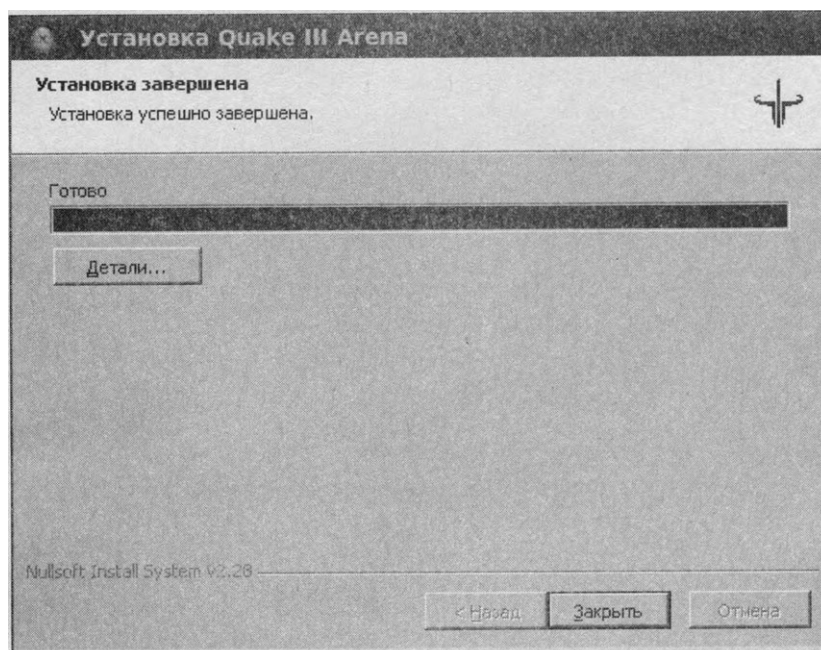 Установка Quake III Arena
Установка завершена
Установка успешно завершена.
Готово
Детали...
Nullsoft Install System v2.28
< Назад
Закрыть
Отмена